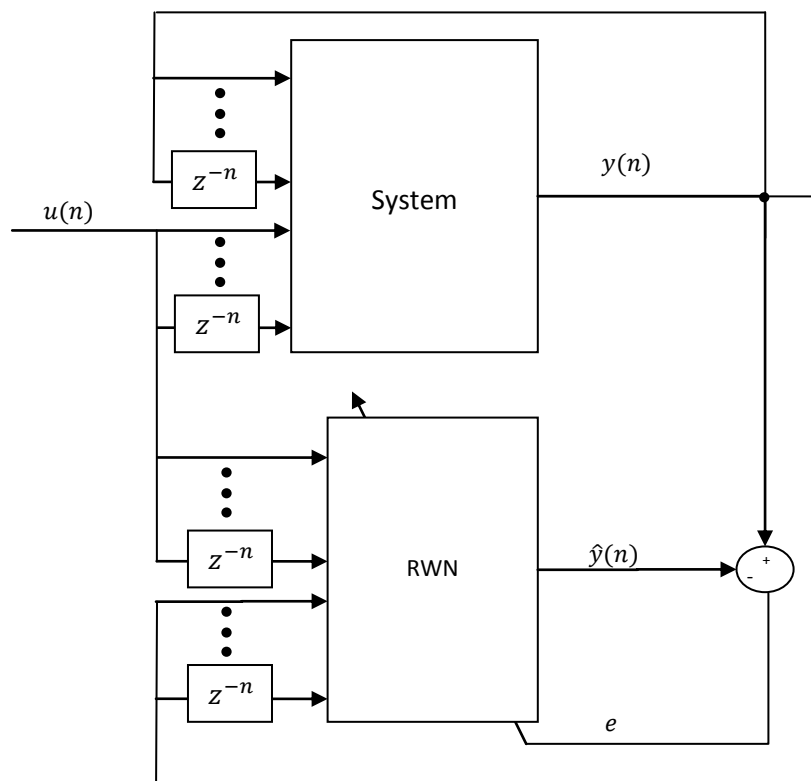 z⁻ⁿ
System
y(n)
u(n)
z⁻ⁿ
z⁻ⁿ
RWN
ŷ(n)
+
-
z⁻ⁿ
e